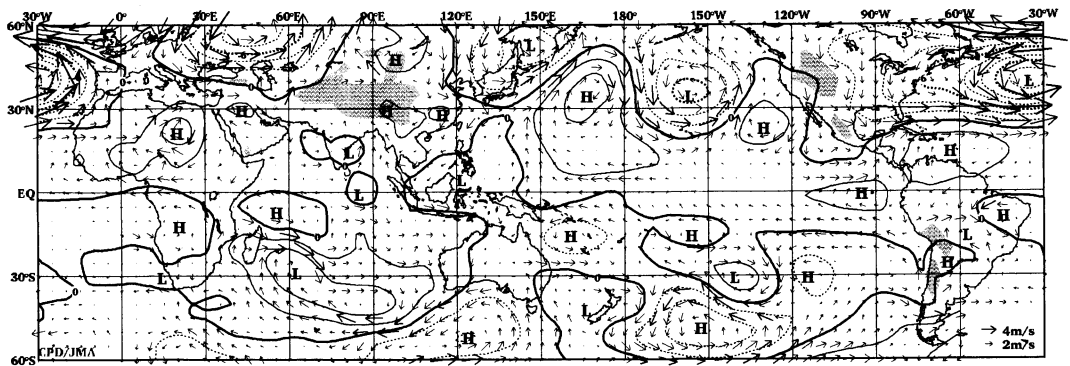 30°W 0° 30°E 60°E 90°E 120°E 150°E 180° 150°W 120°W 90°W 60°W 30°W
60°N
L
H
L
L
H
30°N H H H
H H
L H
L
EQ L H
H H
H H H L
30°S L L L H H
L
H H
4m/s
CPD/JMA 2m/s
60°S